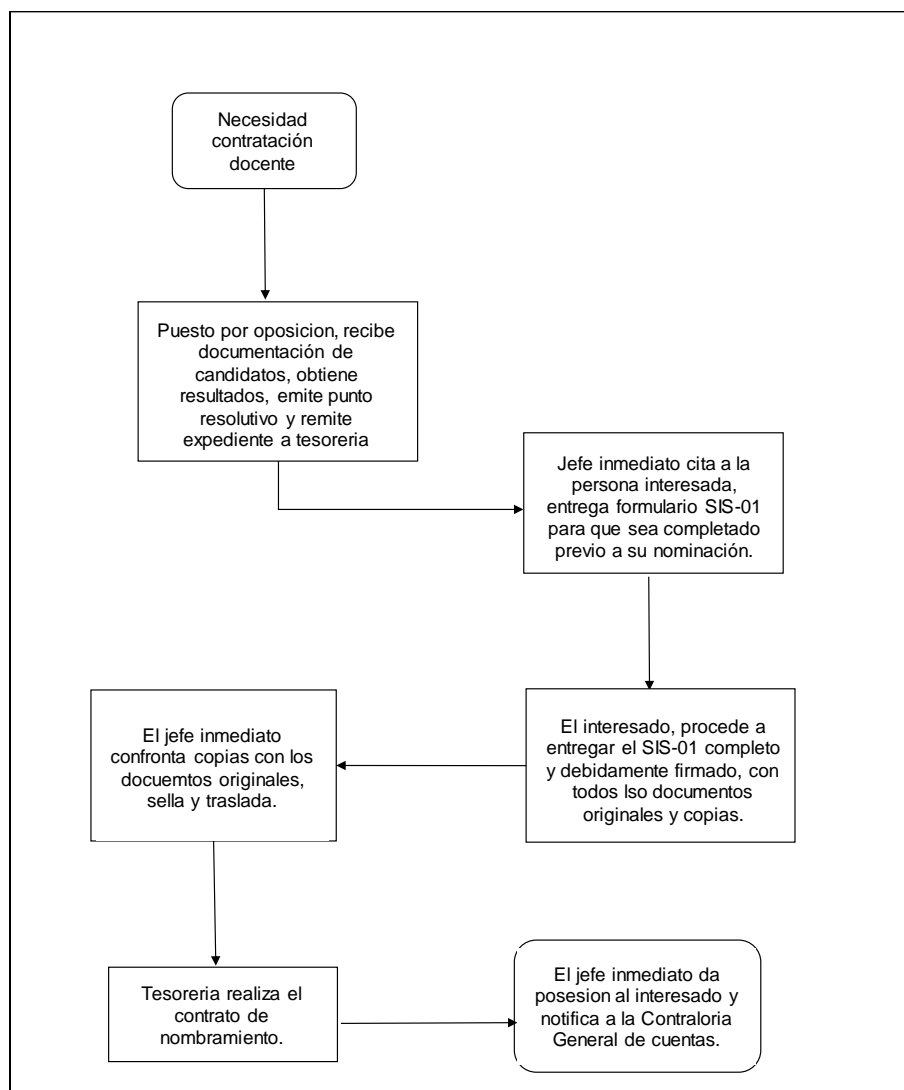 Necesidad
contratación
docente
Puesto por oposicion, recibe
documentación de
candidatos, obtiene
resultados, emite punto
resolutivo y remite
expediente a tesoreria
Jefe inmediato cita a la
persona interesada,
entrega formulario SIS-01
para que sea completado
previo a su nominación.
El interesado, procede a
entregar el SIS-01 completo
y debidamente firmado, con
todos lso documentos
originales y copias.
El jefe inmediato
confronta copias con los
docuemtos originales,
sella y traslada.
Tesoreria realiza el
contrato de
nombramiento.
El jefe inmediato da
posesion al interesado y
notifica a la Contraloria
General de cuentas.